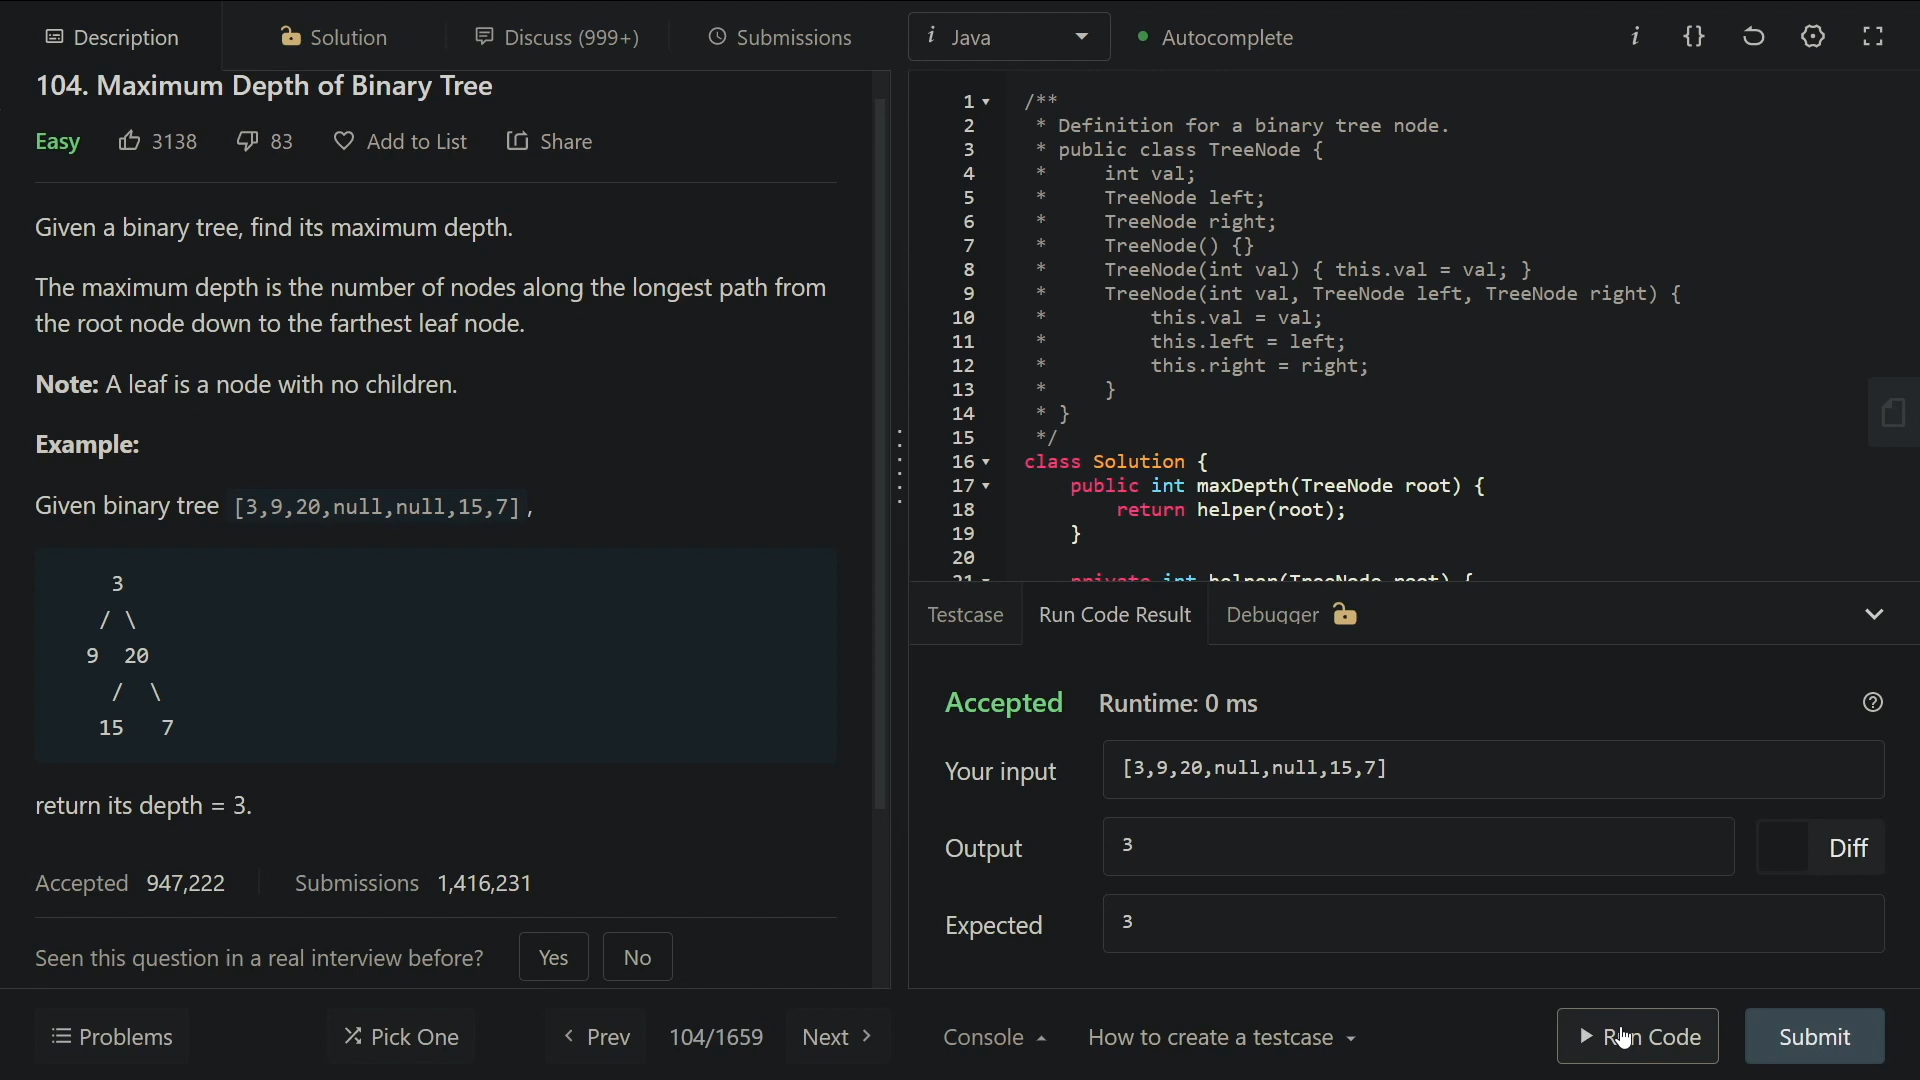 Description
Solution
Discuss (999+)
Submissions
i Java
Autocomplete
i {}
104. Maximum Depth of Binary Tree
Easy 3138 83 Add to List Share
Given a binary tree, find its maximum depth.
The maximum depth is the number of nodes along the longest path from
the root node down to the farthest leaf node.
Note: A leaf is a node with no children.
Example:
Given binary tree [3,9,20,null,null,15,7],
3
/ \
9 20
/ \
15 7
return its depth = 3.
Accepted 947,222 Submissions 1,416,231
Seen this question in a real interview before? Yes No
Problems Pick One < Prev 104/1659 Next >
1 /**
2 * Definition for a binary tree node.
3 * public class TreeNode {
4 * int val;
5 * TreeNode left;
6 * TreeNode right;
7 * TreeNode() {}
8 * TreeNode(int val) { this.val = val; }
9 * TreeNode(int val, TreeNode left, TreeNode right) {
10 * this.val = val;
11 * this.left = left;
12 * this.right = right;
13 * }
14 * }
15 */
16 class Solution {
17 public int maxDepth(TreeNode root) {
18 return helper(root);
19 }
20
21 private int helper(TreeNode root) {
Testcase Run Code Result Debugger
Accepted Runtime: 0 ms
Your input [3,9,20,null,null,15,7]
Output 3 Diff
Expected 3
Console How to create a testcase Run Code Submit